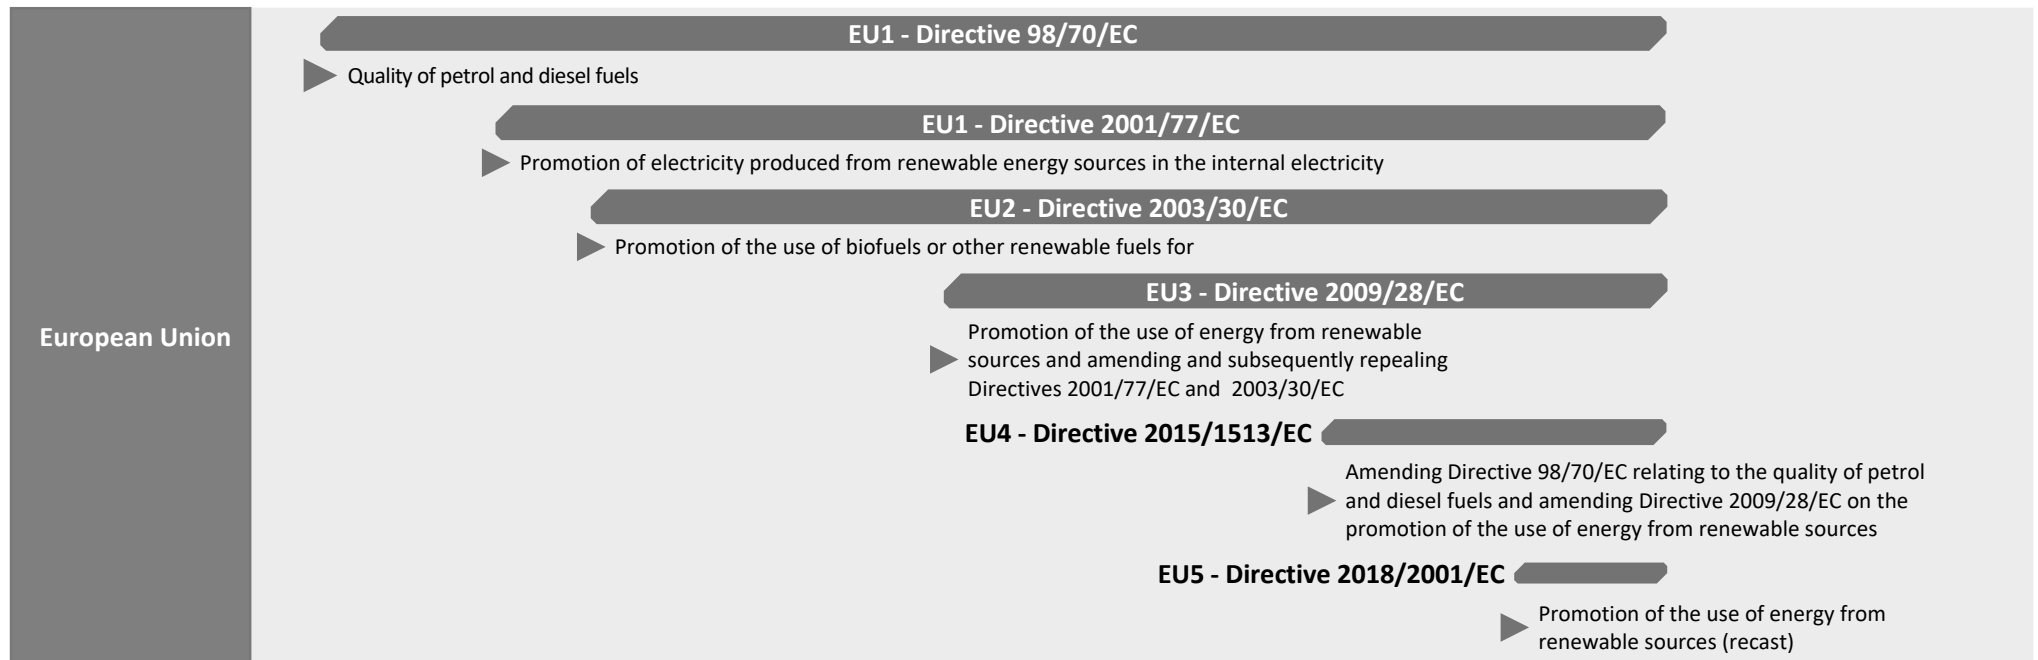 EU1 - Directive 98/70/EC
Quality of petrol and diesel fuels
EU1 - Directive 2001/77/EC
Promotion of electricity produced from renewable energy sources in the internal electricity
EU2 - Directive 2003/30/EC
Promotion of the use of biofuels or other renewable fuels for
EU3 - Directive 2009/28/EC
European Union
Promotion of the use of energy from renewable
sources and amending and subsequently repealing
Directives 2001/77/EC and 2003/30/EC
EU4 - Directive 2015/1513/EC
Amending Directive 98/70/EC relating to the quality of petrol
and diesel fuels and amending Directive 2009/28/EC on the
promotion of the use of energy from renewable sources
EU5 - Directive 2018/2001/EC
Promotion of the use of energy from
renewable sources (recast)